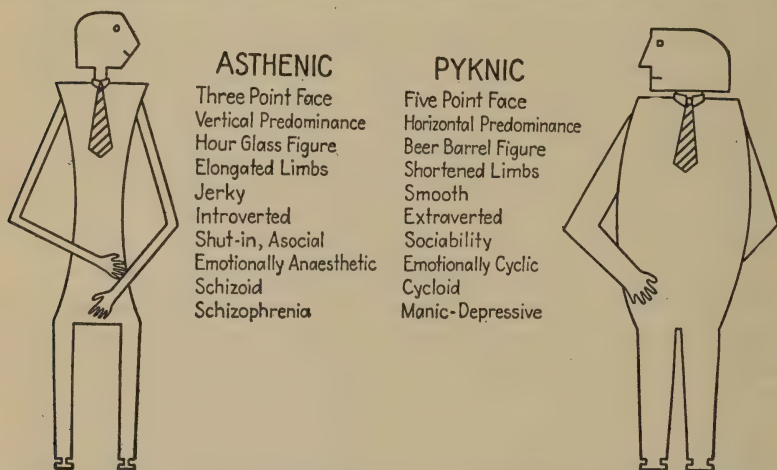 ASTHENIC
Three Point Face
Vertical Predominance
Hour Glass Figure
Elongated Limbs
Jerky
Introverted
Shut-in, Asocial
Emotionally Anaesthetic
Schizoid
Schizophrenia
PYKNIC
Five Point Face
Horizontal Predominance
Beer Barrel Figure
Shortened Limbs
Smooth
Extraverted
Sociability
Emotionally Cyclic
Cycloid
Manic-Depressive